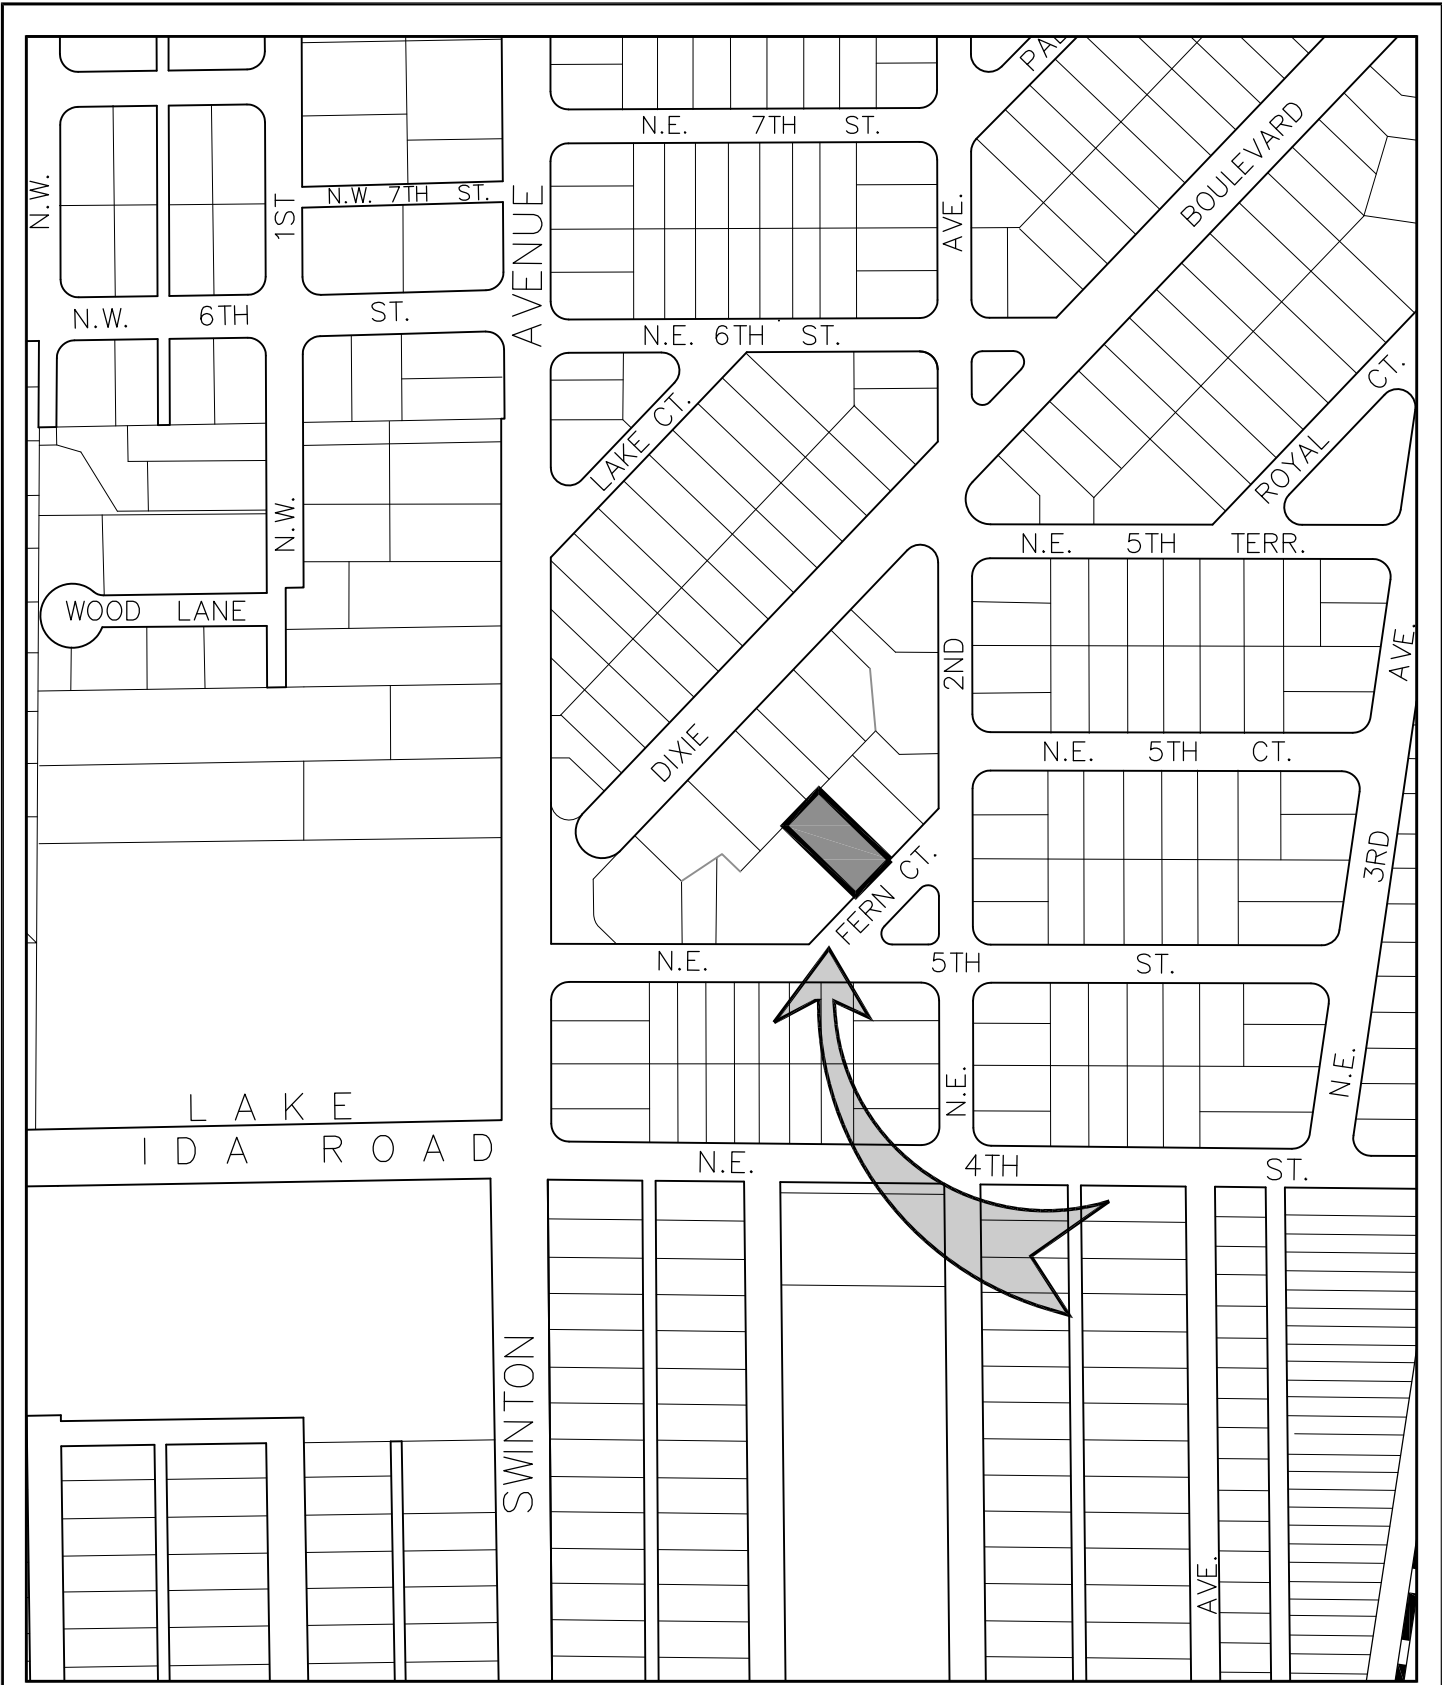 PAL
N.E. 7TH ST.
BOULEVARD
N.W.
1ST
N.W. 7TH ST.
AVENUE
AVE.
N.W. 6TH ST.
N.E. 6TH ST.
LAKE CT.
ROYAL CT.
N.W.
N.E. 5TH TERR.
WOOD LANE
2ND
AVE.
DIXIE
N.E. 5TH CT.
3RD
FERN CT.
N.E. 5TH ST.
N.E.
N.E.
LAKE
IDA ROAD
N.E. 4TH ST.
SWINTON
AVE.